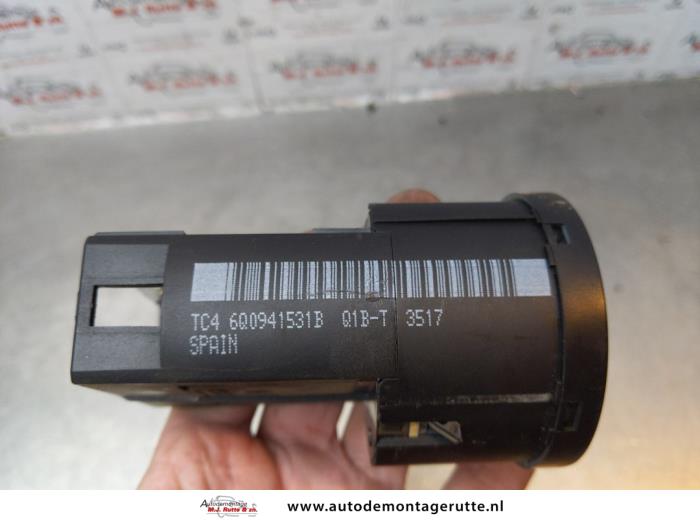 TC4 6Q0941531B Q1B-T 3517
SPAIN
Autodemontage
M.J. Rutte & zn.
www.autodemontagerutte.nl